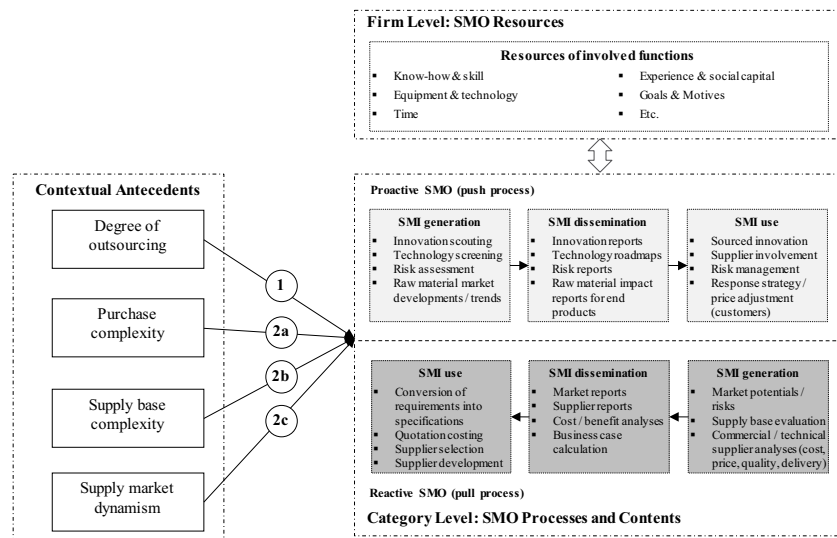 Firm Level: SMO Resources
Resources of involved functions
▪ Know-how & skill
▪ Equipment & technology
▪ Time
▪ Experience & social capital
▪ Goals & Motives
▪ Etc.
Contextual Antecedents
Degree of
outsourcing
Purchase
complexity
Supply base
complexity
Supply market
dynamism
1
2a
2b
2c
Proactive SMO (push process)
SMI generation
▪ Innovation scouting
▪ Technology screening
▪ Risk assessment
▪ Raw material market
developments / trends
SMI dissemination
▪ Innovation reports
▪ Technology roadmaps
▪ Risk reports
▪ Raw material impact
reports for end
products
SMI use
▪ Sourced innovation
▪ Supplier involvement
▪ Risk management
▪ Response strategy /
price adjustment
(customers)
SMI use
▪ Conversion of
requirements into
specifications
▪ Quotation costing
▪ Supplier selection
▪ Supplier development
SMI dissemination
▪ Market reports
▪ Supplier reports
▪ Cost / benefit analyses
▪ Business case
calculation
SMI generation
▪ Market potentials /
risks
▪ Supply base evaluation
▪ Commercial / technical
supplier analyses (cost,
price, quality, delivery)
Reactive SMO (pull process)
Category Level: SMO Processes and Contents